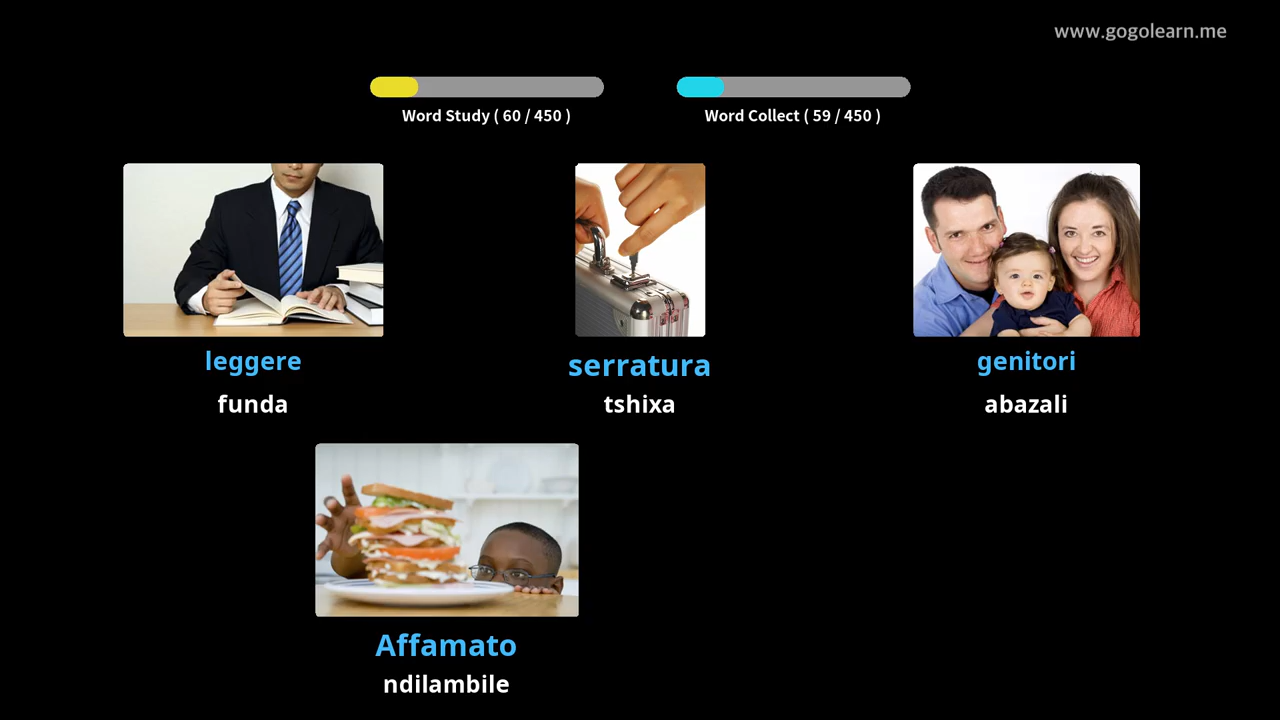 www.gogolearn.me
Word Study ( 60 / 450 )
Word Collect ( 59 / 450 )
leggere
funda
serratura
tshixa
genitori
abazali
Affamato
ndilambile